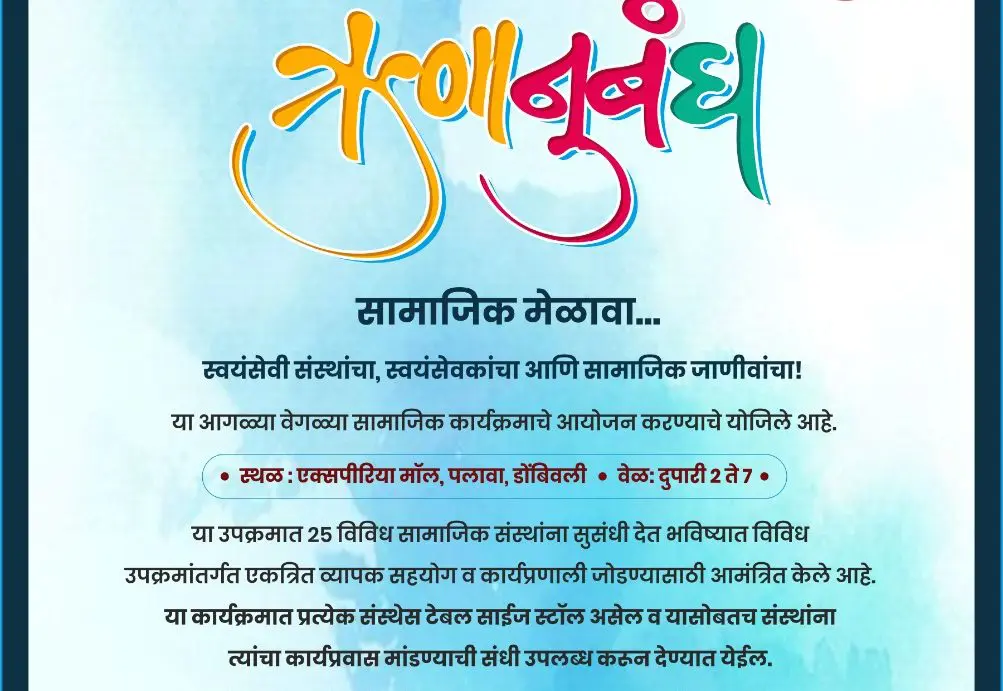 ऋणानुबंध
सामाजिक मेळावा...
स्वयंसेवी संस्थांचा, स्वयंसेवकांचा आणि सामाजिक जाणीवांचा!
या आगळ्या वेगळ्या सामाजिक कार्यक्रमाचे आयोजन करण्याचे योजिले आहे.
• स्थळ : एक्सपीरिया मॉल, पलावा, डोंबिवली • वेळ: दुपारी 2 ते 7 •
या उपक्रमात 25 विविध सामाजिक संस्थांना सुसंधी देत भविष्यात विविध
उपक्रमांतर्गत एकत्रित व्यापक सहयोग व कार्यप्रणाली जोडण्यासाठी आमंत्रित केले आहे.
या कार्यक्रमात प्रत्येक संस्थेस टेबल साईज स्टॉल असेल व यासोबतच संस्थांना
त्यांचा कार्यप्रवास मांडण्याची संधी उपलब्ध करून देण्यात येईल.